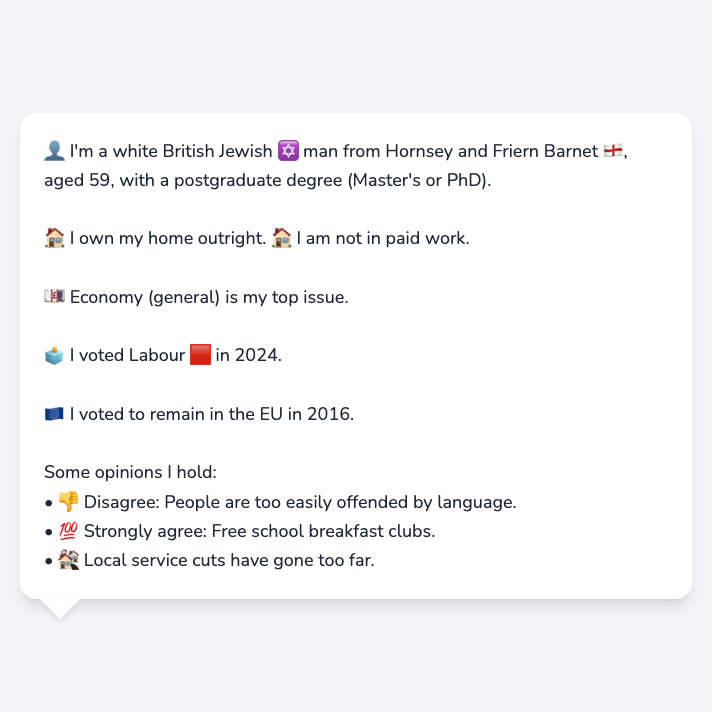 👤 I'm a white British Jewish ✡️ man from Hornsey and Friern Barnet 🏴󠁧󠁢󠁥󠁮󠁧󠁿,
aged 59, with a postgraduate degree (Master's or PhD).
🏠 I own my home outright. 🏠 I am not in paid work.
💷 Economy (general) is my top issue.
🗳️ I voted Labour 🟥 in 2024.
🇪🇺 I voted to remain in the EU in 2016.
Some opinions I hold:
• 👎 Disagree: People are too easily offended by language.
• 💯 Strongly agree: Free school breakfast clubs.
• 🏚️ Local service cuts have gone too far.